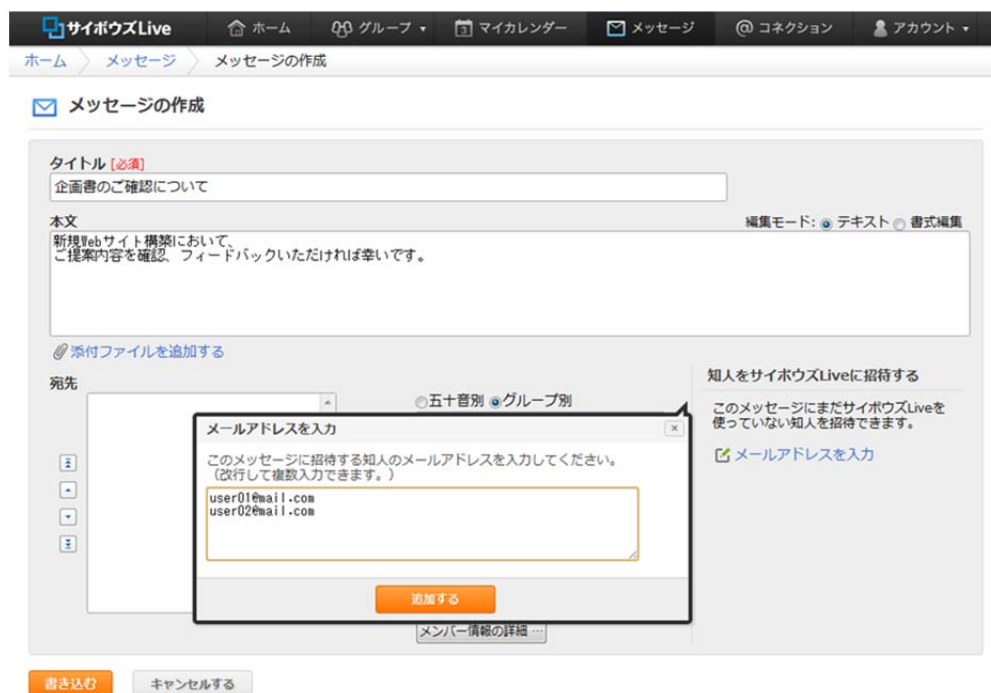 サイボウズLive ホーム グループ ▾ 3 マイカレンダー メッセージ @ コネクション アカウント ▾
ホーム メッセージ メッセージの作成
メッセージの作成
タイトル [必須]
企画書のご確認について
本文 編集モード: テキスト 書式編集
新規Webサイト構築において、
ご提案内容を確認、フィードバックいただければ幸いです。
添付ファイルを追加する
宛先
五十音別 グループ別
知人をサイボウズLiveに招待する
このメッセージにまだサイボウズLiveを
使っていない知人を招待できます。
メールアドレスを入力
メールアドレスを入力 ×
このメッセージに招待する知人のメールアドレスを入力してください。
（改行して複数入力できます。）
user01@mail.com
user02@mail.com
追加する
メンバー情報の詳細 …
書き込む キャンセルする